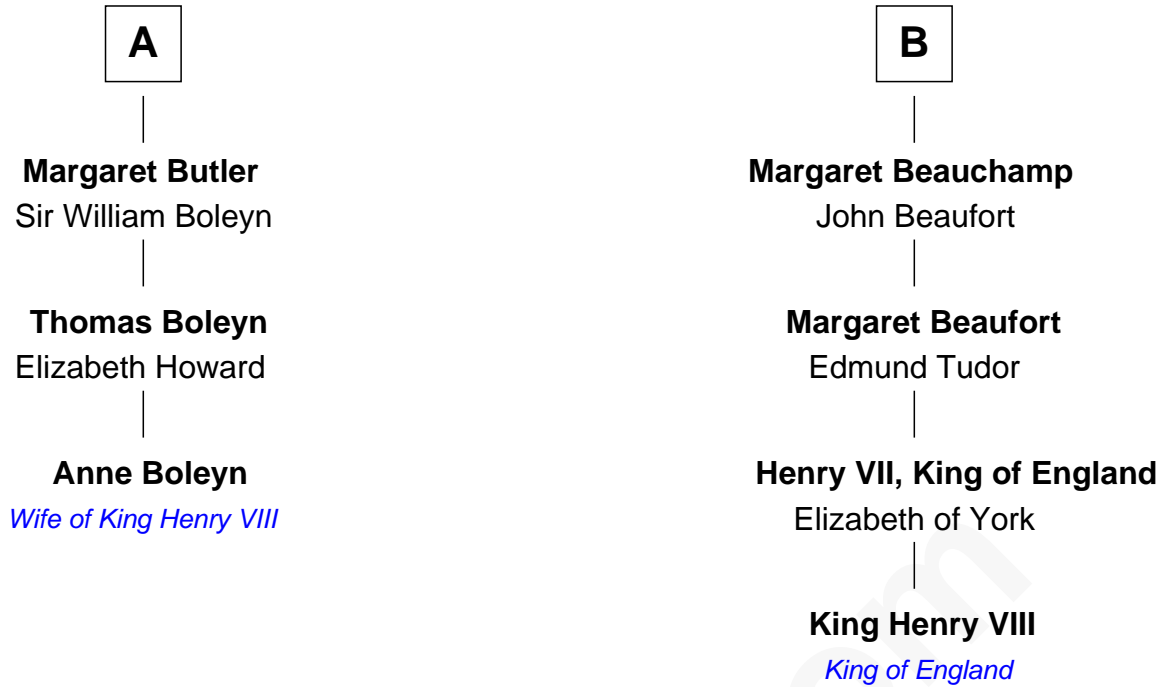 A
Margaret Butler
Sir William Boleyn
Thomas Boleyn
Elizabeth Howard
Anne Boleyn
Wife of King Henry VIII
B
Margaret Beauchamp
John Beaufort
Margaret Beaufort
Edmund Tudor
Henry VII, King of England
Elizabeth of York
King Henry VIII
King of England
om